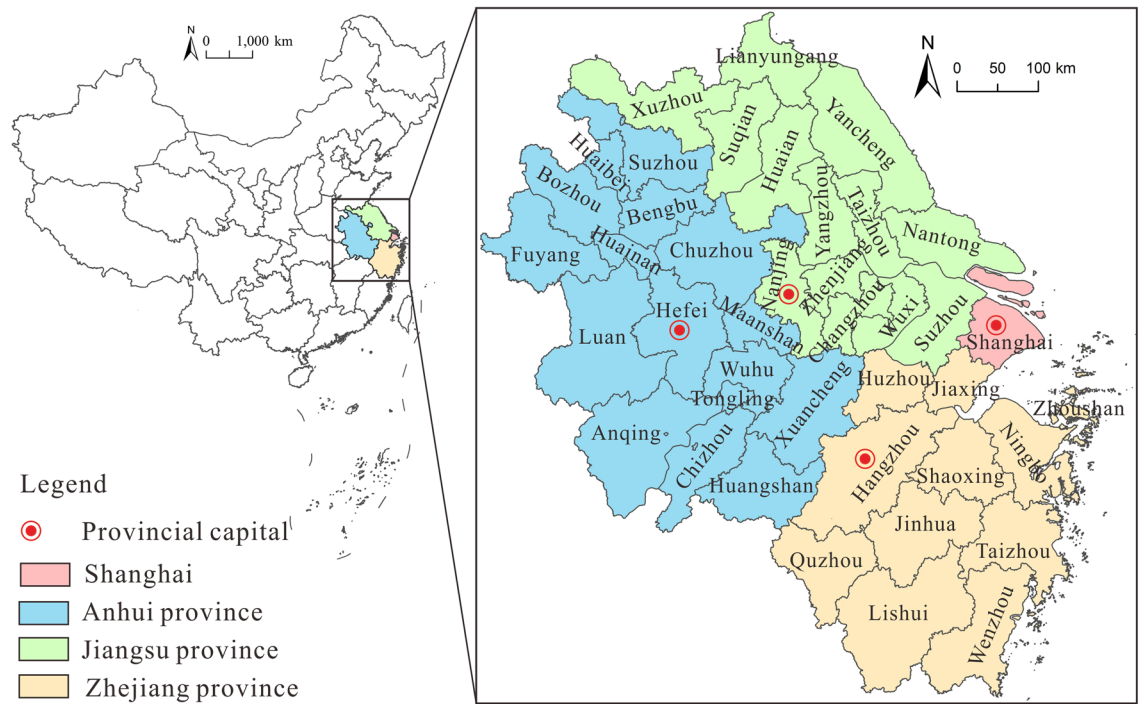 N
0 1,000 km
N
0 50 100 km
Lianyungang
Xuzhou
Suqian
Huaian
Yancheng
Huaibei
Suzhou
Bozhou
Bengbu
Yangzhou
Taizhou
Nantong
Fuyang
Huainan
Chuzhou
Nanjing
Zhenjiang
Changzhou
Wuxi
Suzhou
Shanghai
Luan
Hefei
Maanshan
Wuhu
Tongling
Xuancheng
Huzhou
Jiaxing
Zhoushan
Anqing
Chizhou
Huangshan
Hangzhou
Shaoxing
Ningbo
Jinhua
Quzhou
Taizhou
Lishui
Wenzhou
Legend
Provincial capital
Shanghai
Anhui province
Jiangsu province
Zhejiang province